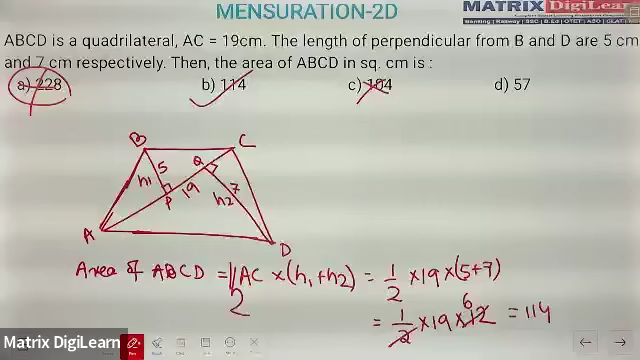 MENSURATION-2D
MATRIX DigiLearn
ABCD is a quadrilateral, AC = 19cm. The length of perpendicular from B and D are 5 cm
and 7 cm respectively. Then, the area of ABCD in sq. cm is :
a) 228 b) 114 c) 104 d) 57
B C
5 Q
h1 7
P 19 h2
A
D
Area of ABCD = 1/2 AC × (h1 + h2) = 1/2 × 19 × (5+7)
= 1/2 × 19 × 12 6 = 114
Matrix DigiLearn